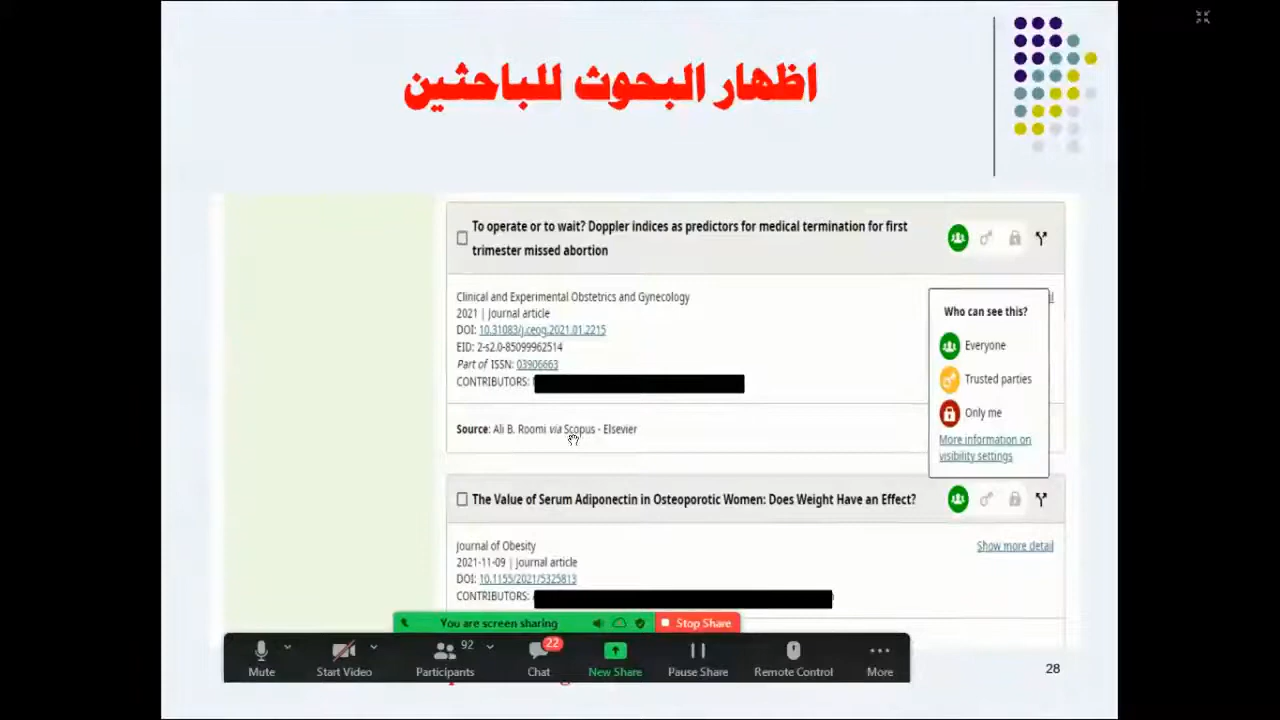 اظهار البحوث للباحثين
To operate or to wait? Doppler indices as predictors for medical termination for first
trimester missed abortion
Clinical and Experimental Obstetrics and Gynecology
2021 | Journal article
DOI: 10.31083/j.ceog.2021.01.2215
EID: 2-s2.0-85099962514
Part of ISSN: 03906663
CONTRIBUTORS:
Source: Ali B. Roomi via Scopus - Elsevier
Who can see this?
Everyone
Trusted parties
Only me
More information on
visibility settings
The Value of Serum Adiponectin in Osteoporotic Women: Does Weight Have an Effect?
Journal of Obesity
2021-11-09 | Journal article
DOI: 10.1155/2021/5325813
CONTRIBUTORS:
Show more detail
You are screen sharing
Stop Share
Mute
Start Video
92
Participants
22
Chat
New Share
Pause Share
Remote Control
More
28